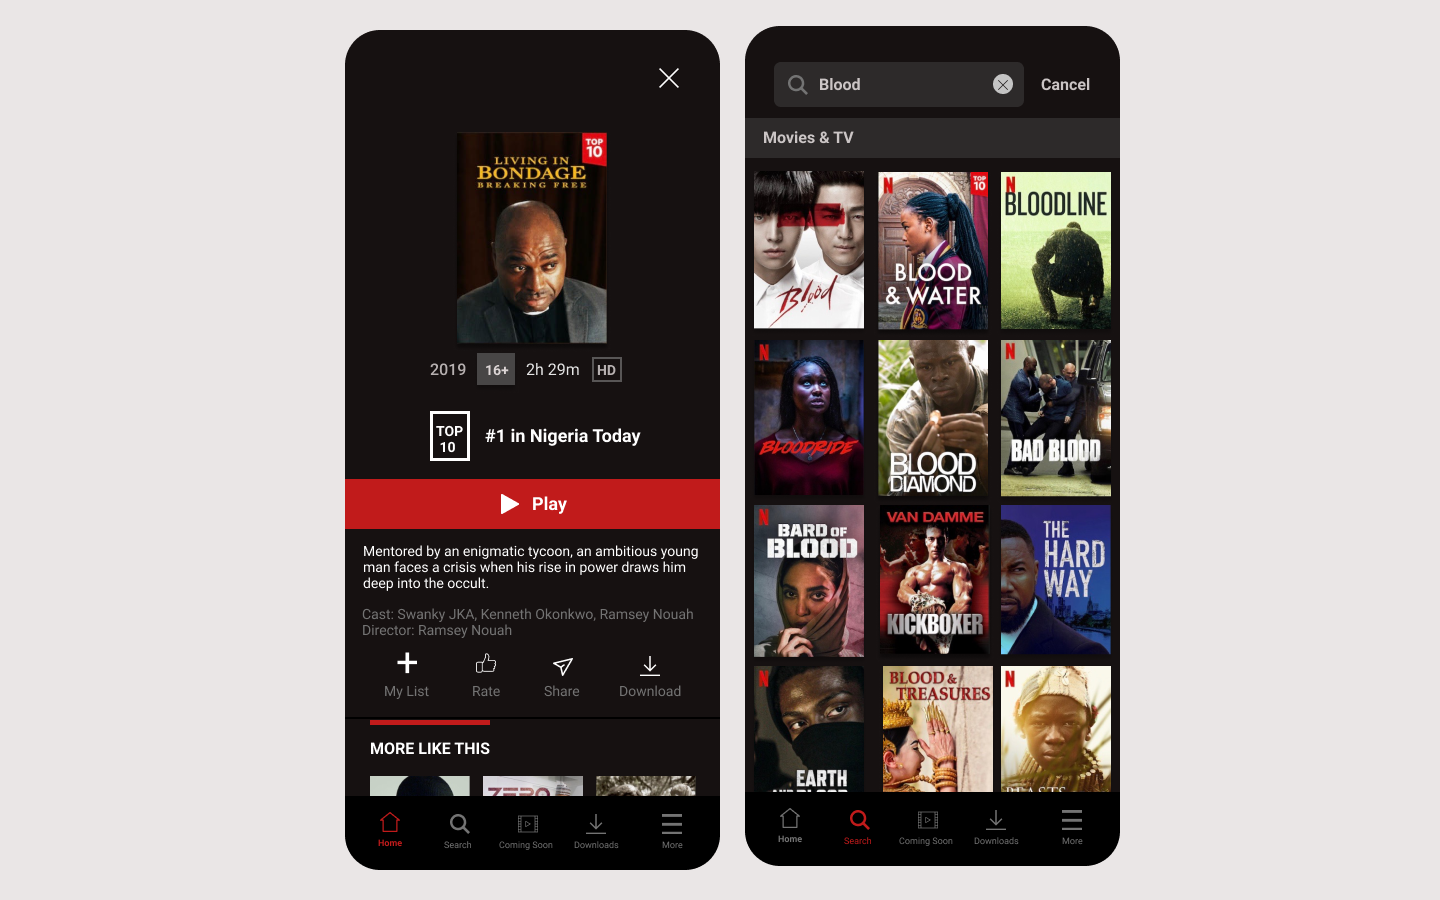 TOP
10
LIVING IN
BONDAGE
BREAKING FREE
2019 16+ 2h 29m HD
TOP
10
#1 in Nigeria Today
Play
Mentored by an enigmatic tycoon, an ambitious young
man faces a crisis when his rise in power draws him
deep into the occult.
Cast: Swanky JKA, Kenneth Okonkwo, Ramsey Nouah
Director: Ramsey Nouah
My List Rate Share Download
MORE LIKE THIS
ZERO
Home Search Coming Soon Downloads More
Blood Cancel
Movies & TV
Blood
N
TOP
10
BLOOD
& WATER
N
BLOODLINE
N
BLOODRIDE
BLOOD
DIAMOND
N
BAD BLOOD
N
BARD OF
BLOOD
VAN DAMME
KICKBOXER
THE
HARD
WAY
N
EARTH
BLOOD
BLOOD &
TREASURES
N
BEASTS
Home Search Coming Soon Downloads More